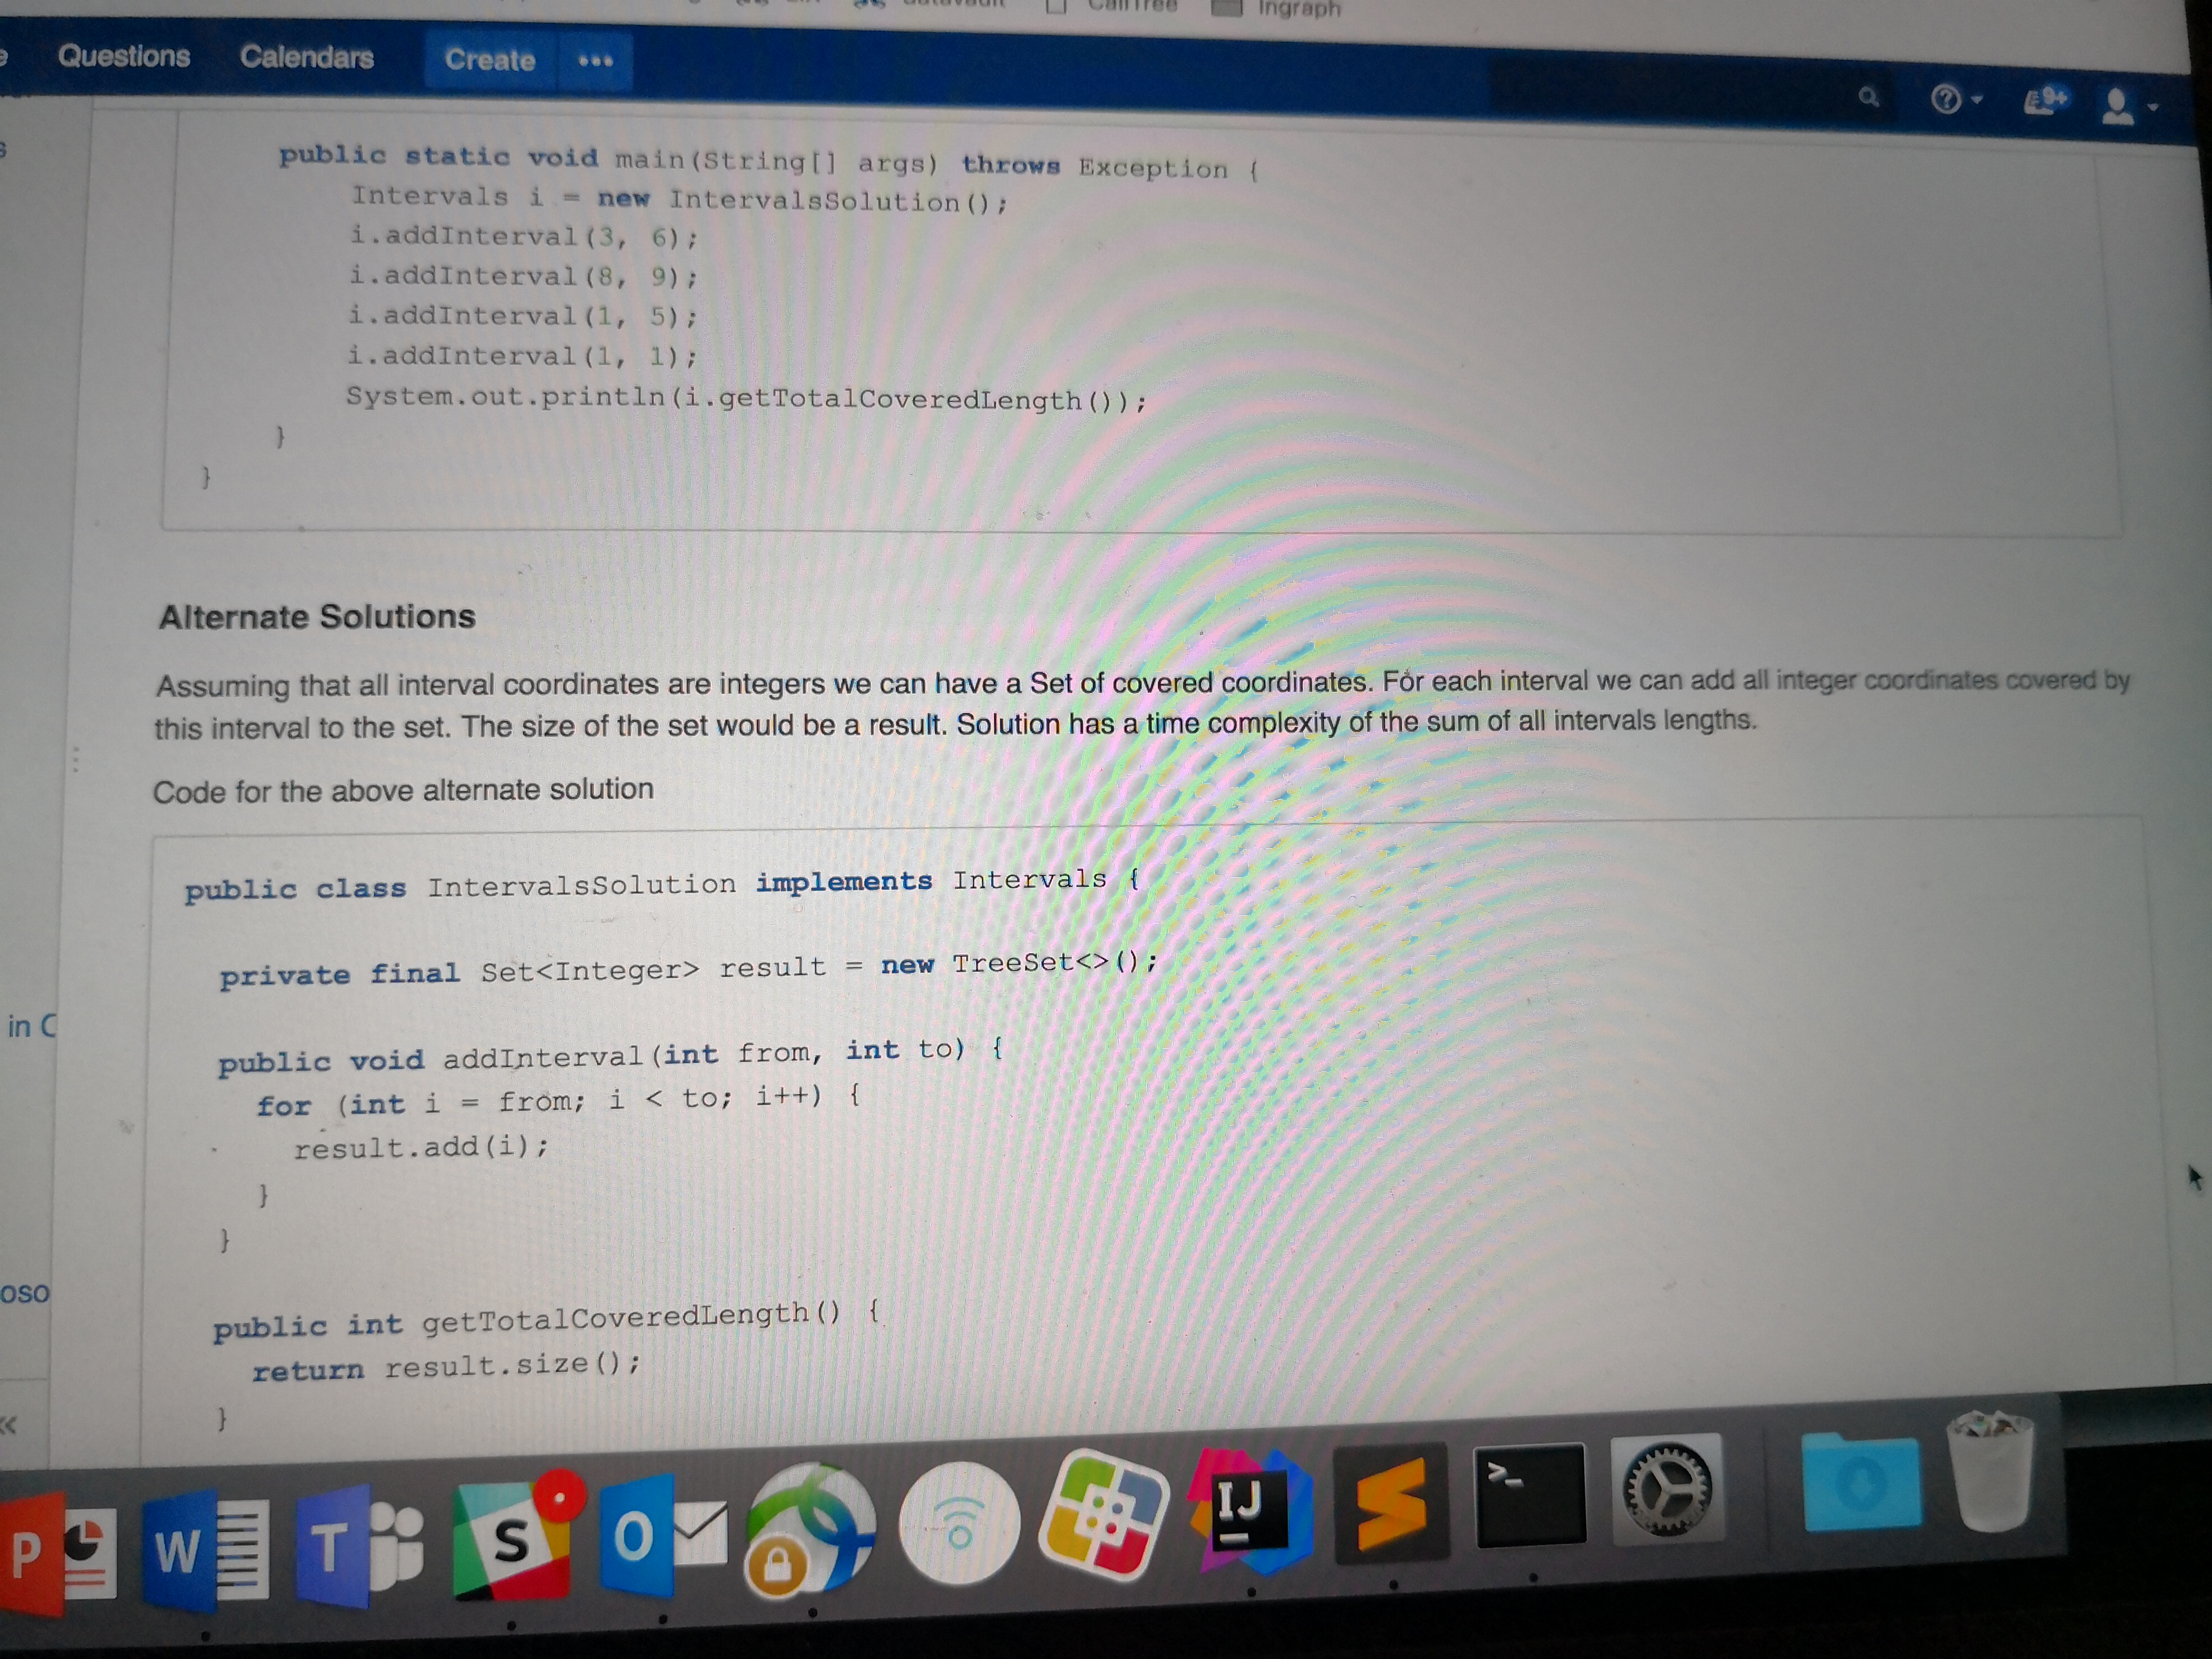 Ingraph
Questions Calendars Create •••
9+
public static void main(String[] args) throws Exception {
Intervals i = new IntervalsSolution();
i.addInterval(3, 6);
i.addInterval(8, 9);
i.addInterval(1, 5);
i.addInterval(1, 1);
System.out.println(i.getTotalCoveredLength());
}
}
Alternate Solutions
Assuming that all interval coordinates are integers we can have a Set of covered coordinates. For each interval we can add all integer coordinates covered by
this interval to the set. The size of the set would be a result. Solution has a time complexity of the sum of all intervals lengths.
Code for the above alternate solution
public class IntervalsSolution implements Intervals {
private final Set<Integer> result = new TreeSet<>();
in C
public void addInterval(int from, int to) {
for (int i = from; i < to; i++) {
result.add(i);
}
}
oso
public int getTotalCoveredLength() {
return result.size();
}
P W T S O IJ >_